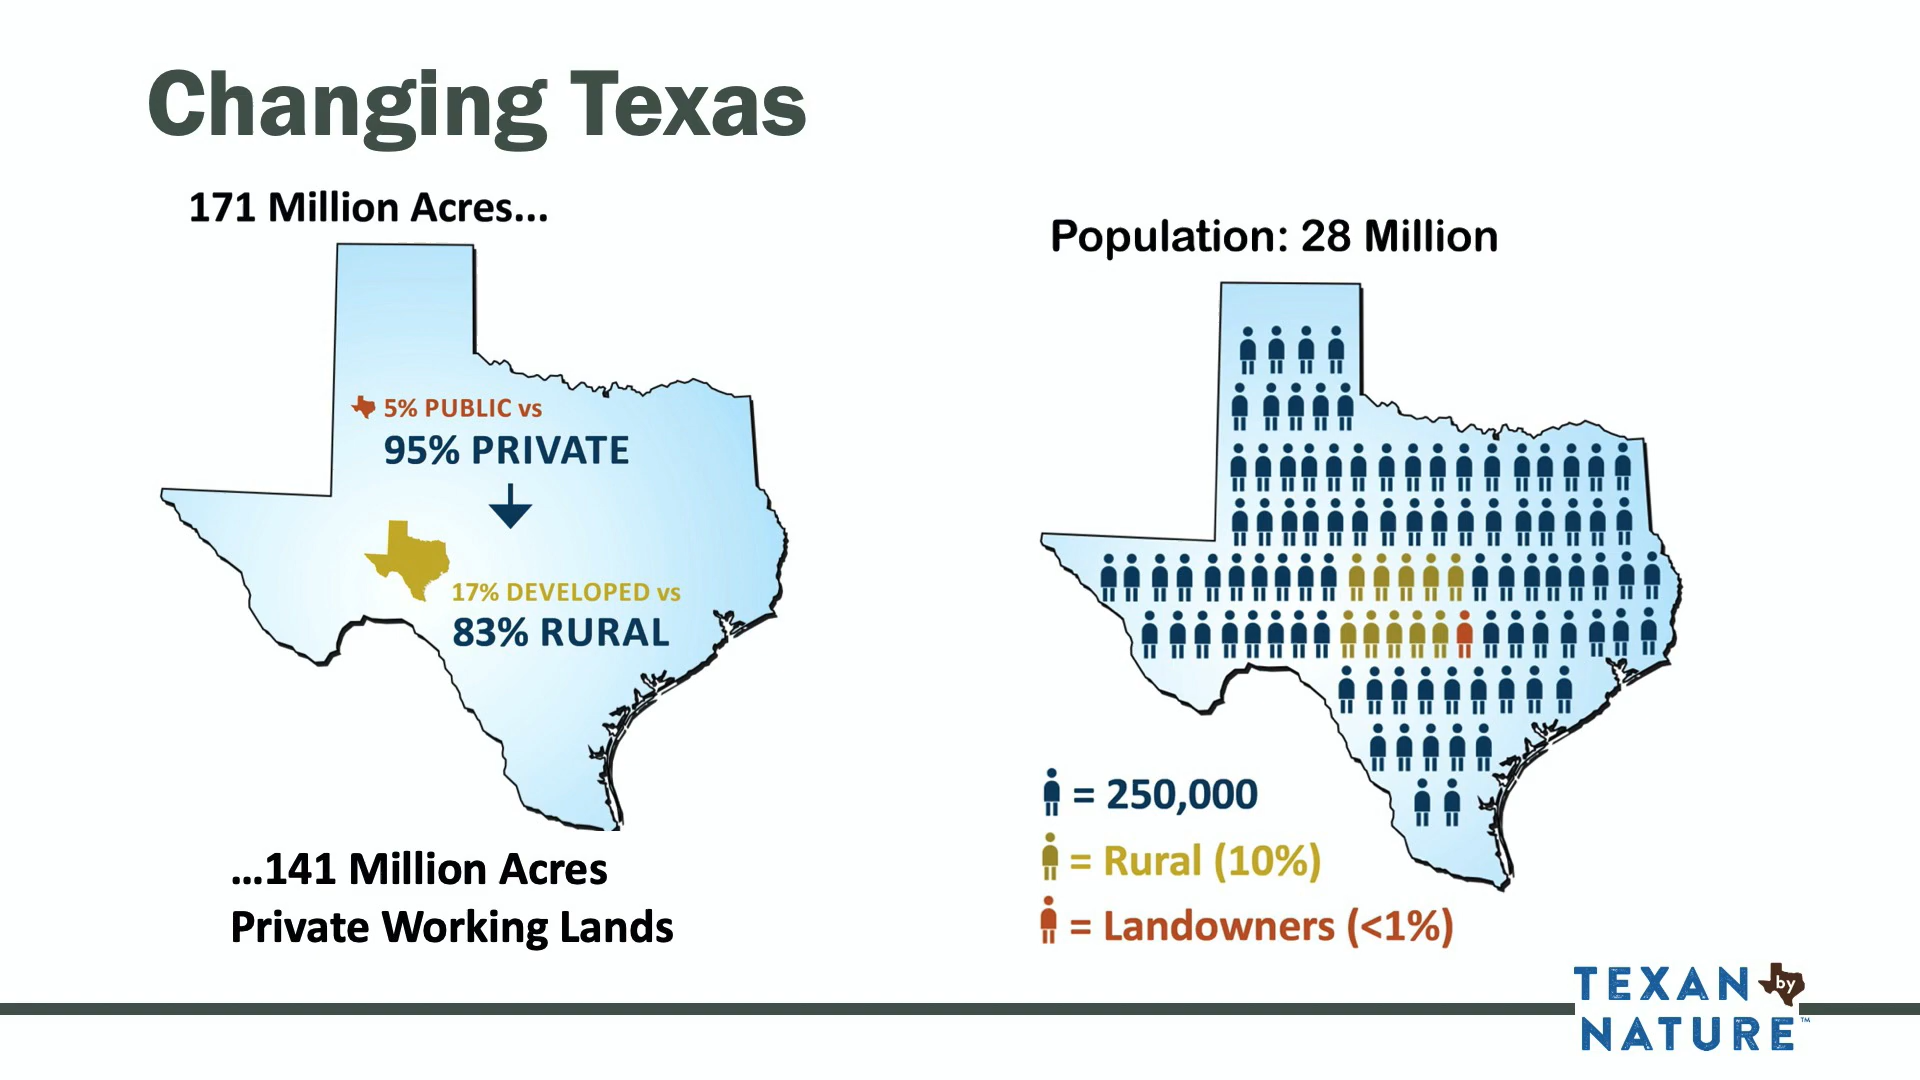 Changing Texas
171 Million Acres...
5% PUBLIC vs
95% PRIVATE
17% DEVELOPED vs
83% RURAL
...141 Million Acres
Private Working Lands
Population: 28 Million
= 250,000
= Rural (10%)
= Landowners (<1%)
TEXAN by
NATURE™